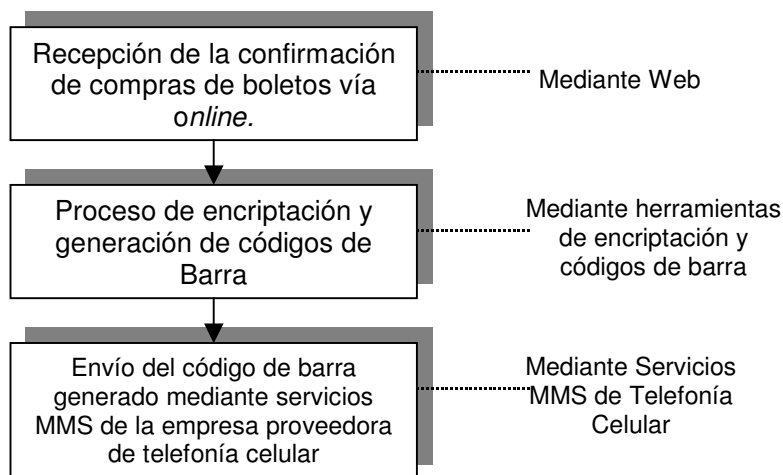 Recepción de la confirmación
de compras de boletos vía
online.
Mediante Web
Proceso de encriptación y
generación de códigos de
Barra
Mediante herramientas
de encriptación y
códigos de barra
Envío del código de barra
generado mediante servicios
MMS de la empresa proveedora
de telefonía celular
Mediante Servicios
MMS de Telefonía
Celular